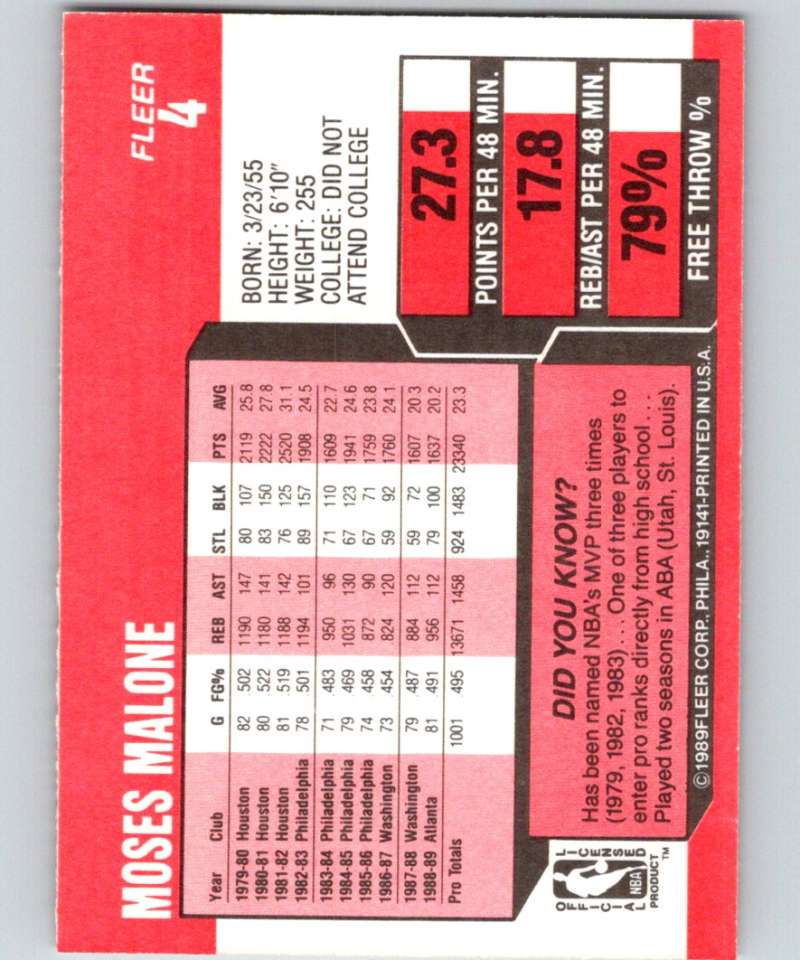 MOSES MALONE
FLEER
4
Year Club G FG% REB AST STL BLK PTS AVG
1979-80 Houston 82 .502 1190 147 80 107 2119 25.8
1980-81 Houston 80 .522 1180 141 83 150 2222 27.8
1981-82 Houston 81 .519 1188 142 76 125 2520 31.1
1982-83 Philadelphia 78 .501 1194 101 89 157 1908 24.5
1983-84 Philadelphia 71 .483 950 96 71 110 1609 22.7
1984-85 Philadelphia 79 .469 1031 130 67 123 1941 24.6
1985-86 Philadelphia 74 .458 872 90 67 71 1759 23.8
1986-87 Washington 73 .454 824 120 59 92 1760 24.1
1987-88 Washington 79 .487 884 112 59 72 1607 20.3
1988-89 Atlanta 81 .491 956 112 79 100 1637 20.2
Pro Totals 1001 .495 13671 1458 924 1483 23340 23.3
BORN: 3/23/55
HEIGHT: 6'10"
WEIGHT: 255
COLLEGE: DID NOT
ATTEND COLLEGE
27.3
POINTS PER 48 MIN.
17.8
REB/AST PER 48 MIN.
79%
FREE THROW %
DID YOU KNOW?
Has been named NBA's MVP three times
(1979, 1982, 1983) . . . One of three players to
enter pro ranks directly from high school . . .
Played two seasons in ABA (Utah, St. Louis).
OFFICIAL
LICENSED
NBA
PRODUCT™
©1989FLEER CORP., PHILA., 19141-PRINTED IN U.S.A.